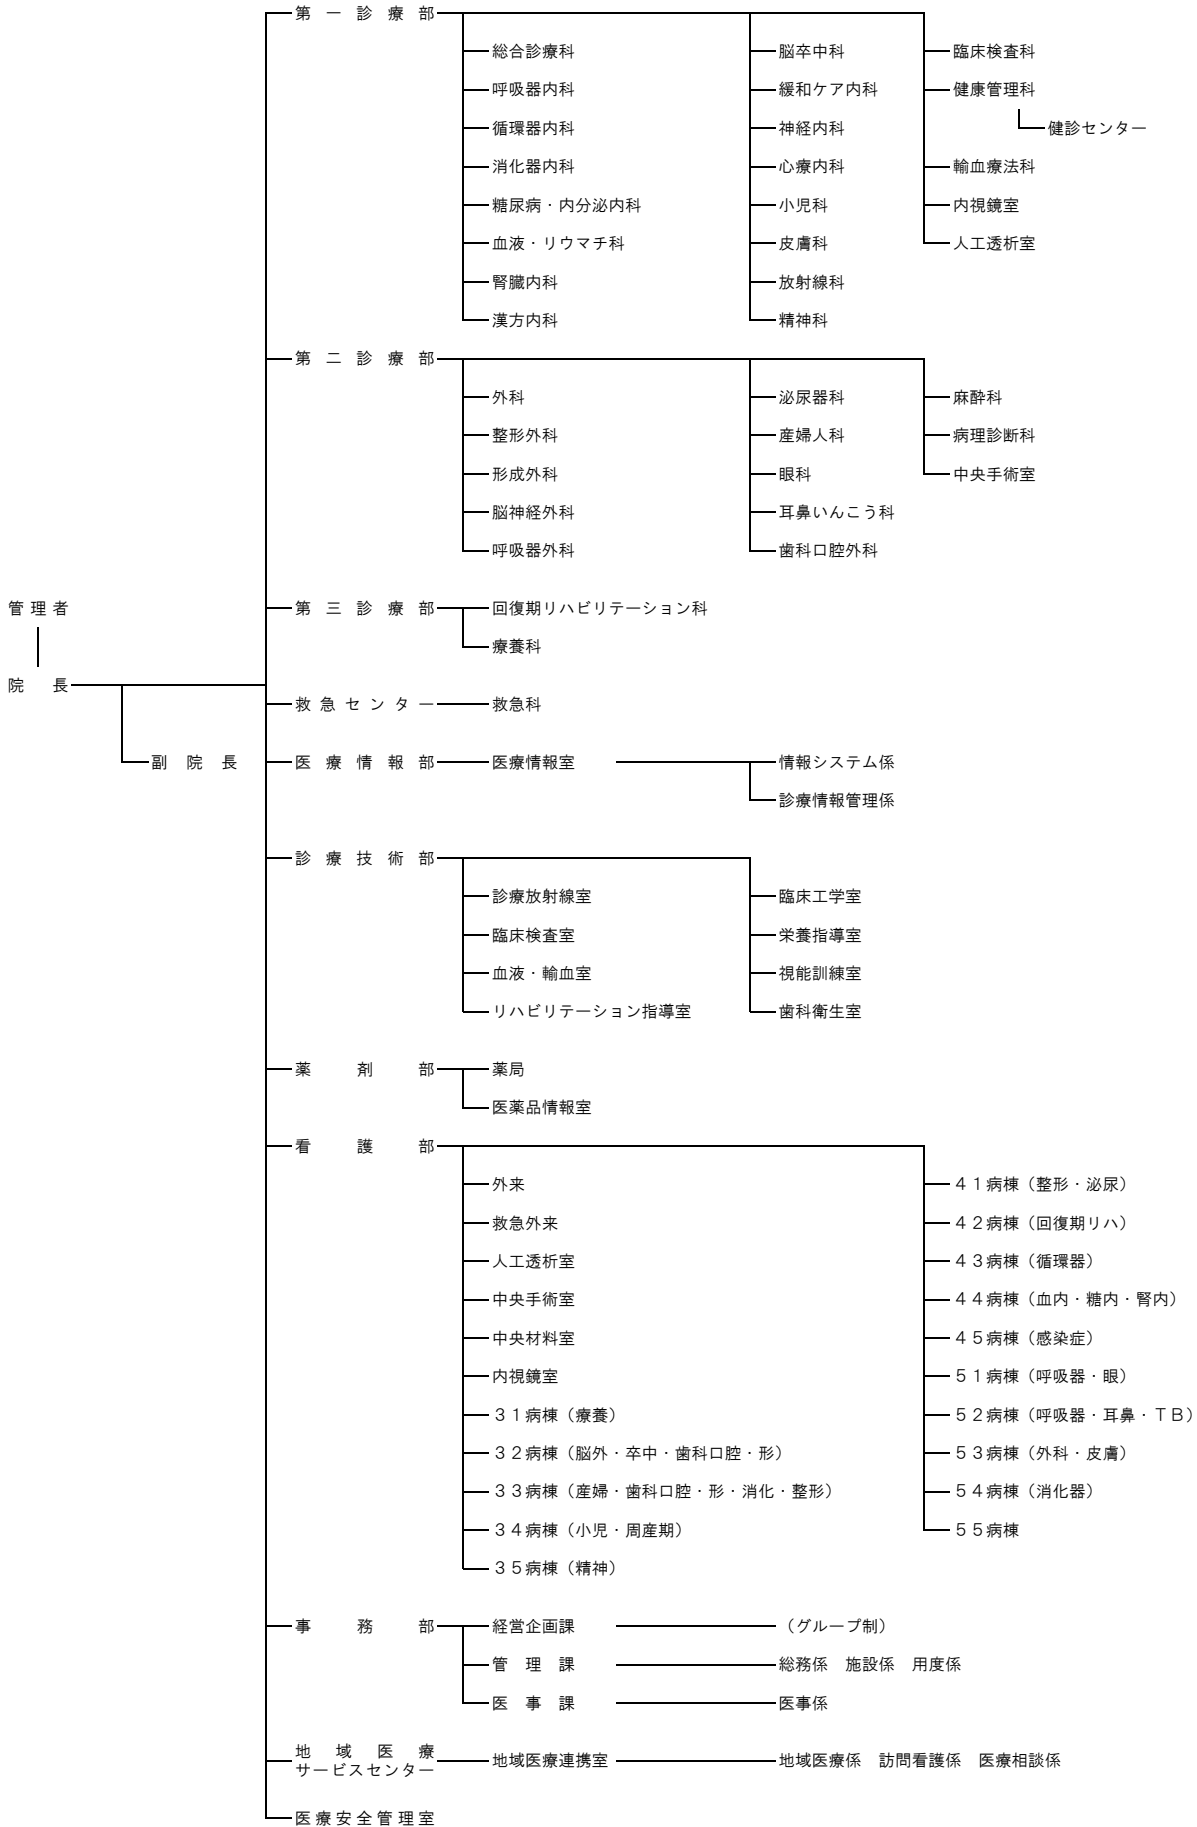 第一診療部
総合診療科 脳卒中科 臨床検査科
呼吸器内科 緩和ケア内科 健康管理科
循環器内科 神経内科 健診センター
消化器内科 心療内科 輸血療法科
糖尿病・内分泌内科 小児科 内視鏡室
血液・リウマチ科 皮膚科 人工透析室
腎臓内科 放射線科
漢方内科 精神科
第二診療部
外科 泌尿器科 麻酔科
整形外科 産婦人科 病理診断科
形成外科 眼科 中央手術室
脳神経外科 耳鼻いんこう科
呼吸器外科 歯科口腔外科
管理者 第三診療部 回復期リハビリテーション科
療養科
院長
救急センター 救急科
副院長 医療情報部 医療情報室 情報システム係
診療情報管理係
診療技術部
診療放射線室 臨床工学室
臨床検査室 栄養指導室
血液・輸血室 視能訓練室
リハビリテーション指導室 歯科衛生室
薬剤部 薬局
医薬品情報室
看護部
外来 ４１病棟（整形・泌尿）
救急外来 ４２病棟（回復期リハ）
人工透析室 ４３病棟（循環器）
中央手術室 ４４病棟（血内・糖内・腎内）
中央材料室 ４５病棟（感染症）
内視鏡室 ５１病棟（呼吸器・眼）
３１病棟（療養） ５２病棟（呼吸器・耳鼻・ＴＢ）
３２病棟（脳外・卒中・歯科口腔・形） ５３病棟（外科・皮膚）
３３病棟（産婦・歯科口腔・形・消化・整形） ５４病棟（消化器）
３４病棟（小児・周産期） ５５病棟
３５病棟（精神）
事務部 経営企画課 （グループ制）
管理課 総務係 施設係 用度係
医事課 医事係
地域医療
サービスセンター 地域医療連携室 地域医療係 訪問看護係 医療相談係
医療安全管理室